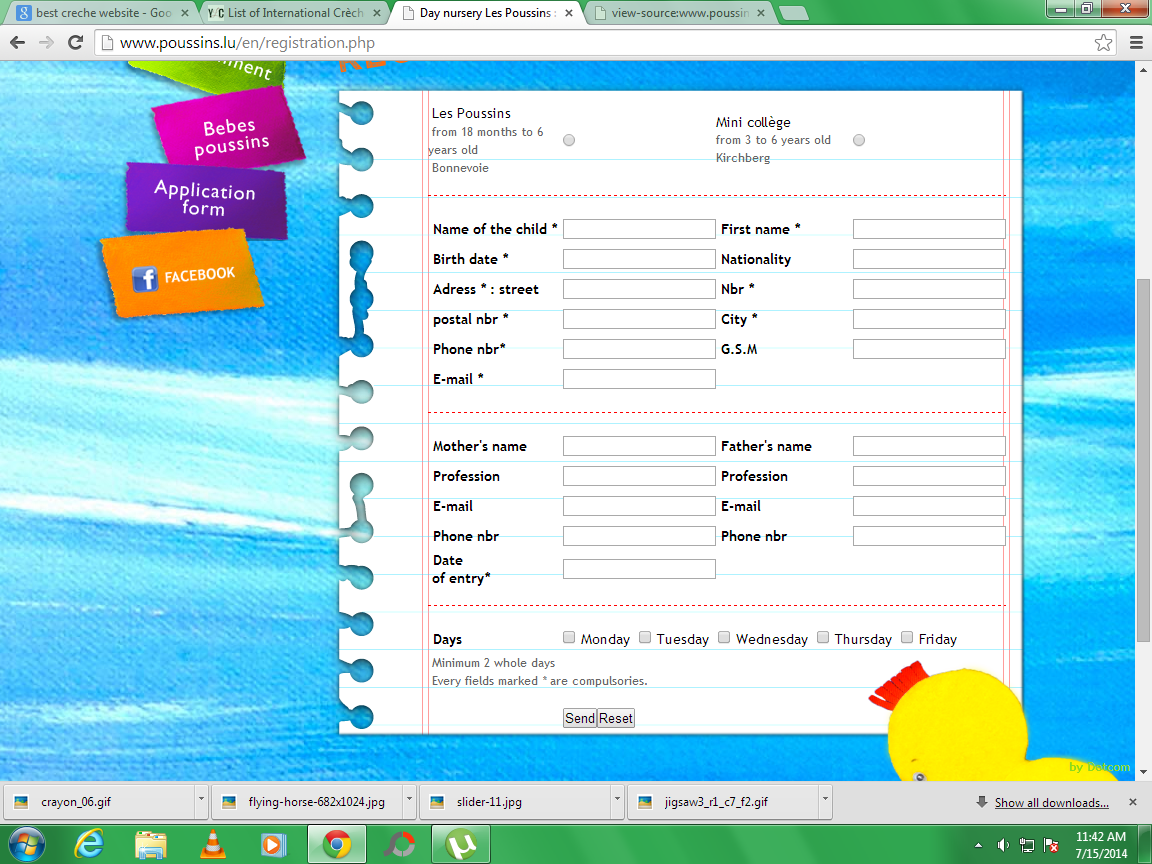 best creche website - Goo
List of International Crèch
Day nursery Les Poussins :
view-source:www.poussin
www.poussins.lu/en/registration.php
nment
Bebes
poussins
Application
form
f FACEBOOK
Les Poussins
from 18 months to 6
years old
Bonnevoie
Mini collège
from 3 to 6 years old
Kirchberg
Name of the child * First name *
Birth date * Nationality
Adress * : street Nbr *
postal nbr * City *
Phone nbr* G.S.M
E-mail *
Mother's name Father's name
Profession Profession
E-mail E-mail
Phone nbr Phone nbr
Date
of entry*
Days Monday Tuesday Wednesday Thursday Friday
Minimum 2 whole days
Every fields marked * are compulsories.
Send Reset
by Dotcom
crayon_06.gif flying-horse-682x1024.jpg slider-11.jpg jigsaw3_r1_c7_f2.gif Show all downloads...
11:42 AM
7/15/2014